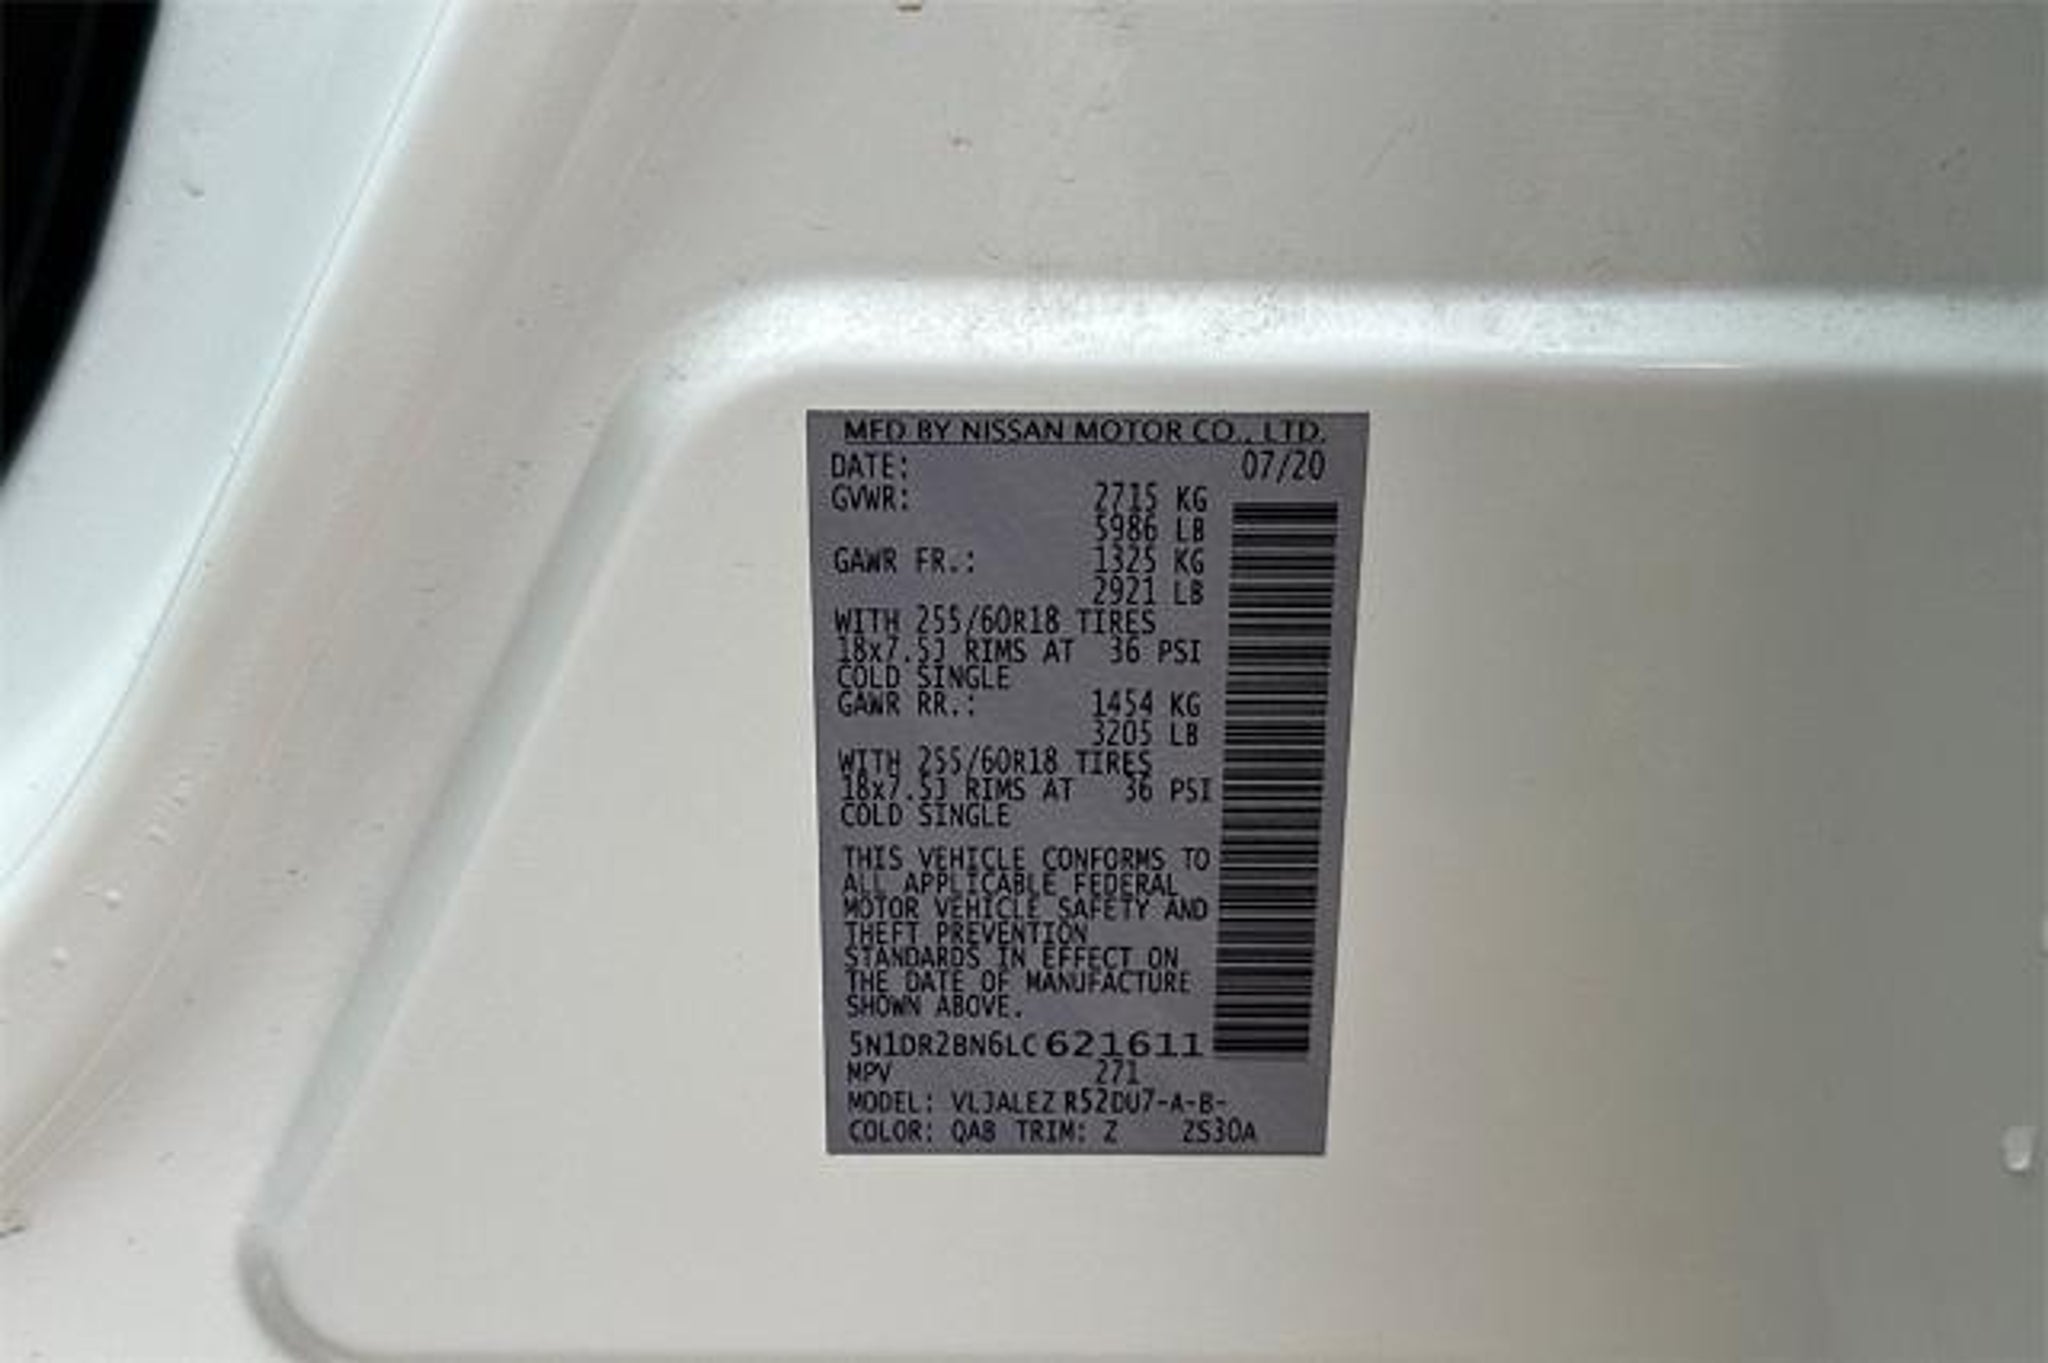 MFD BY NISSAN MOTOR CO., LTD.
DATE: 07/20
GVWR: 2715 KG
5986 LB
GAWR FR.: 1325 KG
2921 LB
WITH 255/60R18 TIRES
18x7.5J RIMS AT 36 PSI
COLD SINGLE
GAWR RR.: 1454 KG
3205 LB
WITH 255/60R18 TIRES
18x7.5J RIMS AT 36 PSI
COLD SINGLE
THIS VEHICLE CONFORMS TO
ALL APPLICABLE FEDERAL
MOTOR VEHICLE SAFETY AND
THEFT PREVENTION
STANDARDS IN EFFECT ON
THE DATE OF MANUFACTURE
SHOWN ABOVE.
5N1DR2BN6LC621611
MPV 271
MODEL: VLJALEZ R52DU7-A-B-
COLOR: QAB TRIM: Z ZS30A